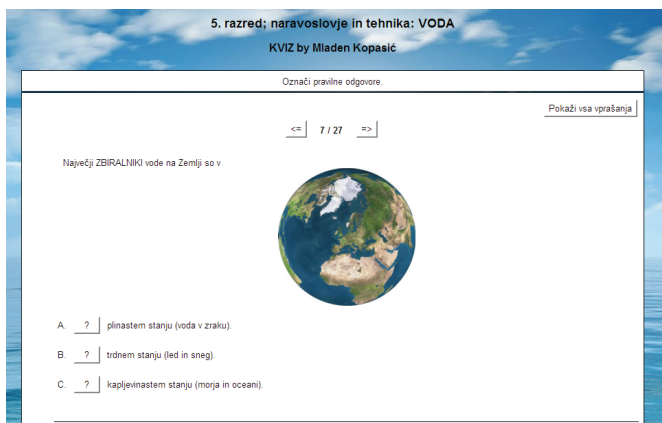 5. razred; naravoslovje in tehnika: VODA
KVIZ by Mladen Kopasić
Označi pravilne odgovore.
Pokaži vsa vprašanja
<= 7 / 27 =>
Največji ZBIRALNIKI vode na Zemlji so v
A. ? plinastem stanju (voda v zraku).
B. ? trdnem stanju (led in sneg).
C. ? kapljevinastem stanju (morja in oceani).